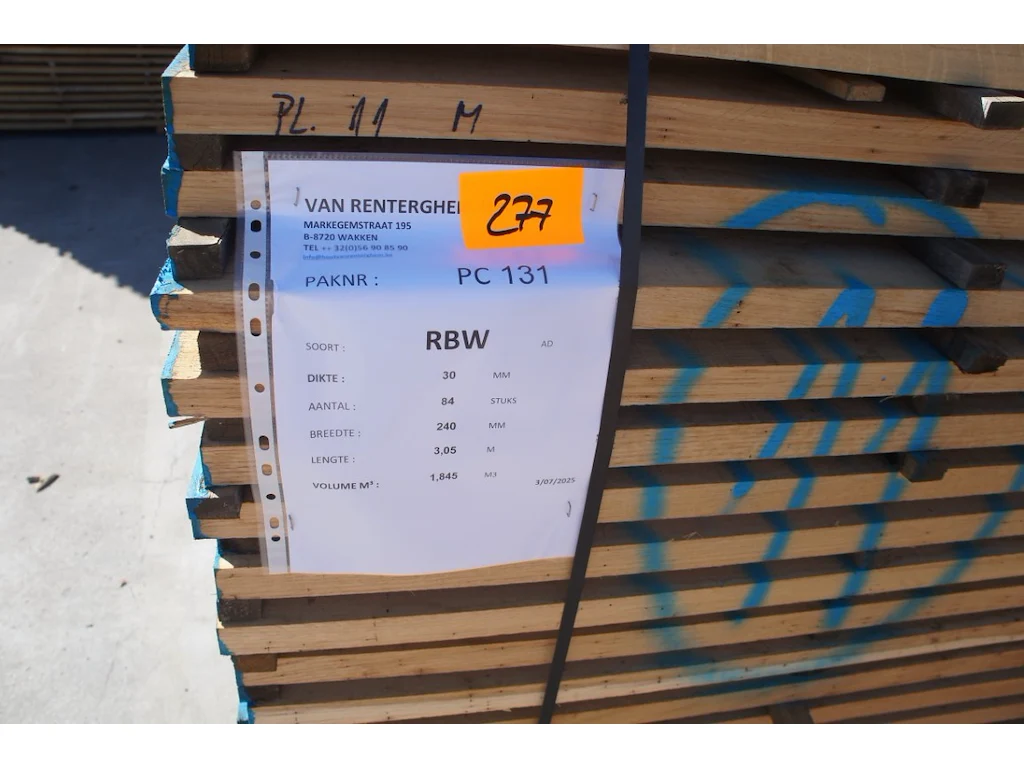 PL. 11 M
VAN RENTERGHE
277
MARKEGEMSTRAAT 195
B-8720 WAKKEN
TEL ++ 32(0)56 90 85 90
PAKNR : PC 131
SOORT : RBW AD
DIKTE : 30 MM
AANTAL : 84 STUKS
BREEDTE : 240 MM
LENGTE : 3,05 M
VOLUME M³ : 1,845 M3
3/07/2025